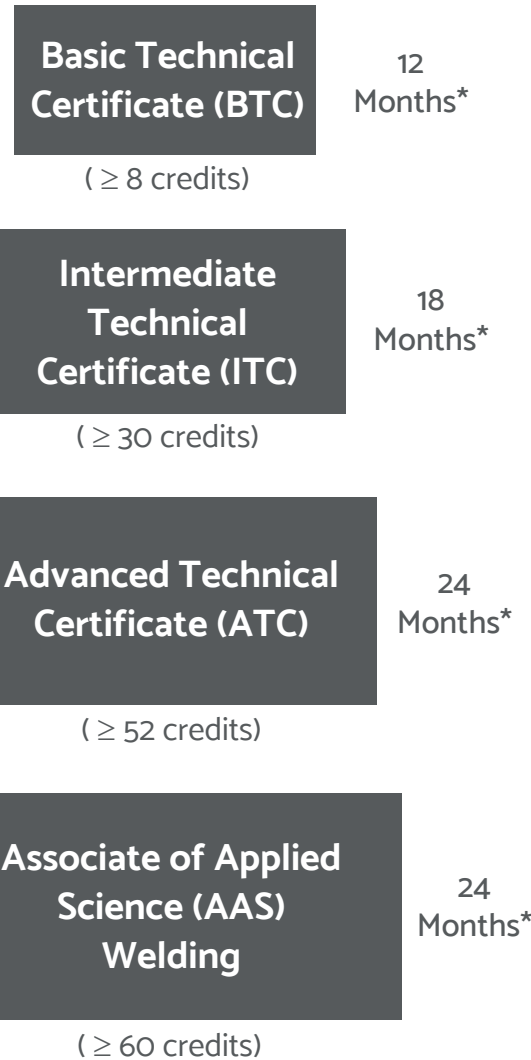 Basic Technical
Certificate (BTC)
12
Months*
( ≥ 8 credits)
Intermediate
Technical
Certificate (ITC)
18
Months*
( ≥ 30 credits)
Advanced Technical
Certificate (ATC)
24
Months*
( ≥ 52 credits)
Associate of Applied
Science (AAS)
Welding
24
Months*
( ≥ 60 credits)